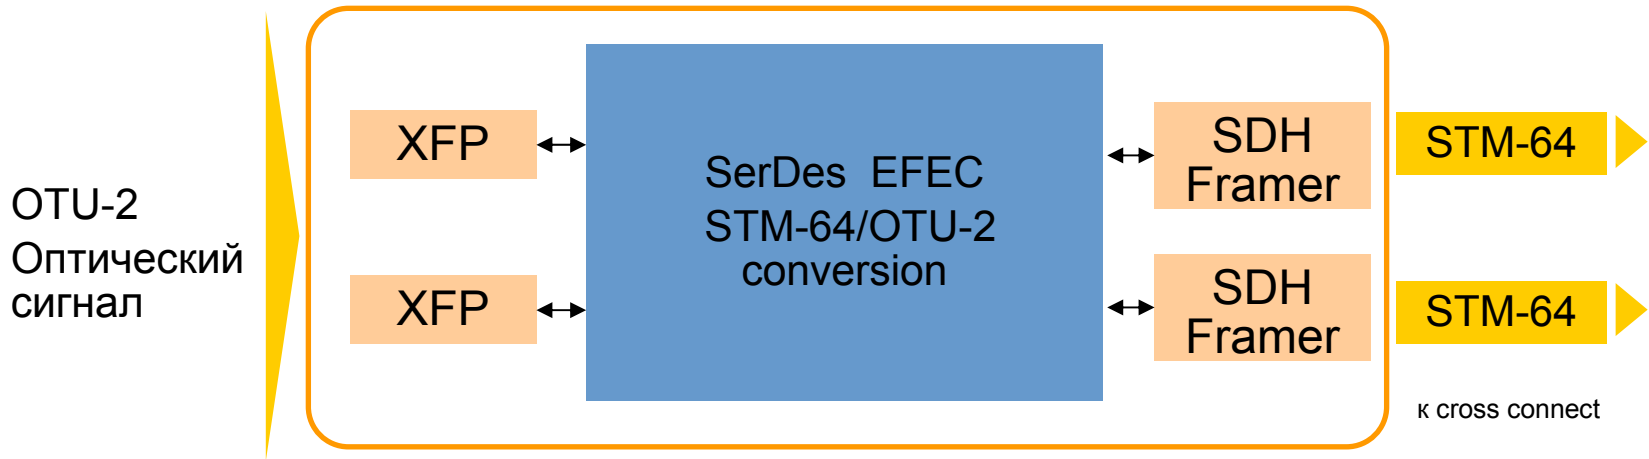 OTU-2
Оптический
сигнал
XFP
XFP
SerDes EFEC
STM-64/OTU-2
conversion
SDH
Framer
SDH
Framer
STM-64
STM-64
к cross connect